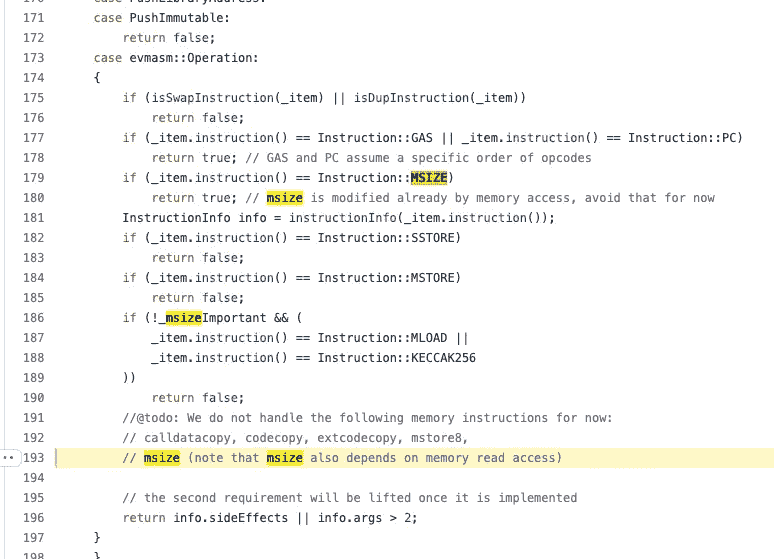 170 case PushLibraryAddress:
171 case PushImmutable:
172 return false;
173 case evmasm::Operation:
174 {
175 if (isSwapInstruction(_item) || isDupInstruction(_item))
176 return false;
177 if (_item.instruction() == Instruction::GAS || _item.instruction() == Instruction::PC)
178 return true; // GAS and PC assume a specific order of opcodes
179 if (_item.instruction() == Instruction::MSIZE)
180 return true; // msize is modified already by memory access, avoid that for now
181 InstructionInfo info = instructionInfo(_item.instruction());
182 if (_item.instruction() == Instruction::SSTORE)
183 return false;
184 if (_item.instruction() == Instruction::MSTORE)
185 return false;
186 if (!_msizeImportant && (
187 _item.instruction() == Instruction::MLOAD ||
188 _item.instruction() == Instruction::KECCAK256
189 ))
190 return false;
191 //@todo: We do not handle the following memory instructions for now:
192 // calldatacopy, codecopy, extcodecopy, mstore8,
193 // msize (note that msize also depends on memory read access)
194
195 // the second requirement will be lifted once it is implemented
196 return info.sideEffects || info.args > 2;
197 }
198 }